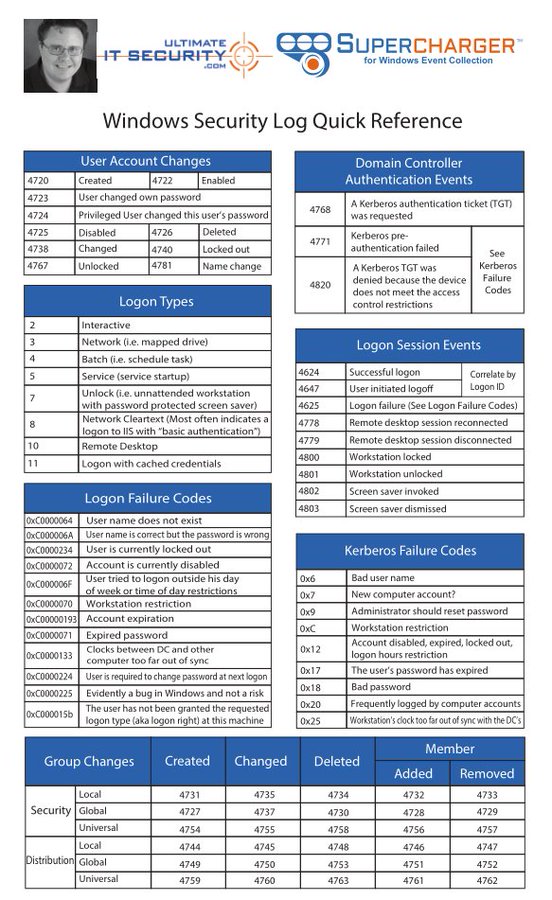 ULTIMATE
IT SECURITY
.COM
SUPERCHARGER™
for Windows Event Collection
Windows Security Log Quick Reference
User Account Changes
4720 Created 4722 Enabled
4723 User changed own password
4724 Privileged User changed this user's password
4725 Disabled 4726 Deleted
4738 Changed 4740 Locked out
4767 Unlocked 4781 Name change
Logon Types
2 Interactive
3 Network (i.e. mapped drive)
4 Batch (i.e. schedule task)
5 Service (service startup)
7 Unlock (i.e. unnattended workstation
with password protected screen saver)
8 Network Cleartext (Most often indicates a
logon to IIS with “basic authentication”)
10 Remote Desktop
11 Logon with cached credentials
Logon Failure Codes
0xC0000064 User name does not exist
0xC000006A User name is correct but the password is wrong
0xC0000234 User is currently locked out
0xC0000072 Account is currently disabled
0xC000006F User tried to logon outside his day
of week or time of day restrictions
0xC0000070 Workstation restriction
0xC00000193 Account expiration
0xC0000071 Expired password
0xC0000133 Clocks between DC and other
computer too far out of sync
0xC0000224 User is required to change password at next logon
0xC0000225 Evidently a bug in Windows and not a risk
0xC000015b The user has not been granted the requested
logon type (aka logon right) at this machine
Domain Controller
Authentication Events
4768 A Kerberos authentication ticket (TGT)
was requested
4771 Kerberos pre-
authentication failed
4820 A Kerberos TGT was
denied because the device
does not meet the access
control restrictions
See
Kerberos
Failure
Codes
Logon Session Events
4624 Successful logon
4647 User initiated logoff
Correlate by
Logon ID
4625 Logon failure (See Logon Failure Codes)
4778 Remote desktop session reconnected
4779 Remote desktop session disconnected
4800 Workstation locked
4801 Workstation unlocked
4802 Screen saver invoked
4803 Screen saver dismissed
Kerberos Failure Codes
0x6 Bad user name
0x7 New computer account?
0x9 Administrator should reset password
0xC Workstation restriction
0x12 Account disabled, expired, locked out,
logon hours restriction
0x17 The user's password has expired
0x18 Bad password
0x20 Frequently logged by computer accounts
0x25 Workstation's clock too far out of sync with the DC's
Group Changes Created Changed Deleted Member
Added Removed
Security Local 4731 4735 4734 4732 4733
Global 4727 4737 4730 4728 4729
Universal 4754 4755 4758 4756 4757
Distribution Local 4744 4745 4748 4746 4747
Global 4749 4750 4753 4751 4752
Universal 4759 4760 4763 4761 4762